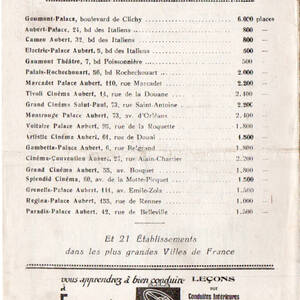 Gaumont-Palace, boulevard de Clichy 6.000 places
Aubert-Palace, 24, bd des Italiens 800 —
Cameo Aubert, 32, bd des Italiens 800 —
Electric-Palace Aubert, 5, bd des Italiens 600 —
Gaumont Théâtre, 7, bd Poissonnière 500 —
Palais-Rochechouart, 56, bd Rochechouart 2.000 —
Marcadet Palace Aubert, 110, rue Marcadet 2.200 —
Tivoli Cinéma Aubert, 14, rue de la Douane 2.400 —
Grand Cinéma Saint-Paul, 73, rue Saint-Antoine 2.200 —
Montrouge Palace Aubert, 73, av. d'Orléans 2.400 —
Voltaire Palace Aubert, 95, rue de la Roquette 1.800 —
Artistic Cinéma Aubert, 61, rue de Douai 1.500 —
Gambetta-Palace Aubert, 6, rue Belgrand 1.800 —
Cinéma-Convention Aubert, 27, rue Alain-Chartier 2.200 —
Grand Cinéma Aubert, 55, av. Bosquet 1.800 —
Splendid Cinéma, 60, av. de la Motte-Picquet 1.500 —
Grenelle-Palace Aubert, 141, av. Emile-Zola 1.500 —
Regina-Palace Aubert, 155, rue de Rennes 1.000 —
Paradis-Palace Aubert, 42, rue de Belleville 1.500 —
Et 21 Établissements
dans les plus grandes Villes de France
vous apprendrez à bien conduire
LEÇONS
sur
Conduites Intérieures